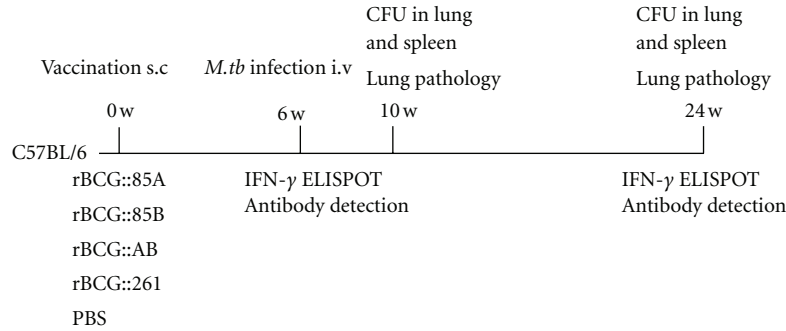 CFU in lung
and spleen
CFU in lung
and spleen
Vaccination s.c
M.tb infection i.v
Lung pathology
Lung pathology
0 w
6 w
10 w
24 w
C57BL/6
rBCG::85A
IFN-γ ELISPOT
IFN-γ ELISPOT
Antibody detection
Antibody detection
rBCG::85B
rBCG::AB
rBCG::261
PBS